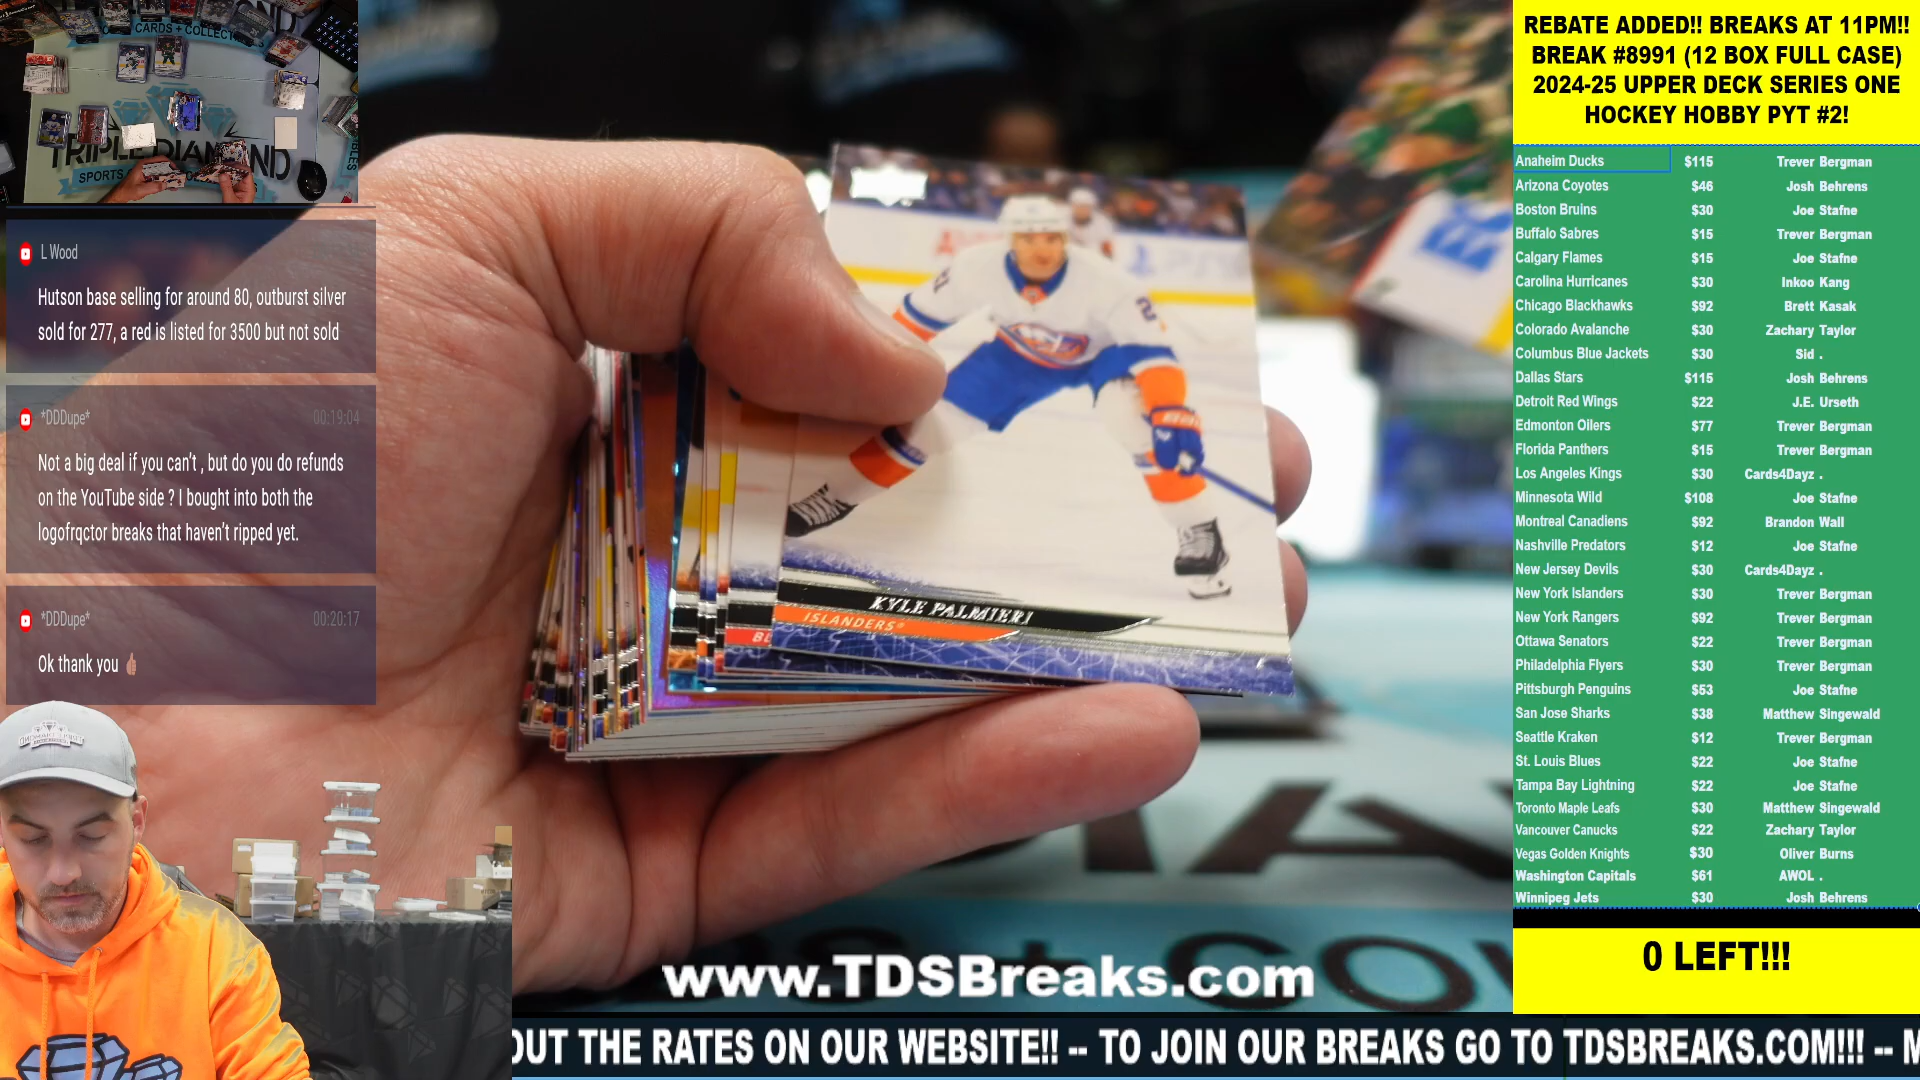 REBATE ADDED!! BREAKS AT 11PM!!
BREAK #8991 (12 BOX FULL CASE)
2024-25 UPPER DECK SERIES ONE
HOCKEY HOBBY PYT #2!
Anaheim Ducks $115 Trever Bergman
Arizona Coyotes $46 Josh Behrens
Boston Bruins $30 Joe Stafne
Buffalo Sabres $15 Trever Bergman
Calgary Flames $15 Joe Stafne
Carolina Hurricanes $30 Inkoo Kang
Chicago Blackhawks $92 Brett Kasak
Colorado Avalanche $30 Zachary Taylor
Columbus Blue Jackets $30 Sid .
Dallas Stars $115 Josh Behrens
Detroit Red Wings $22 J.E. Urseth
Edmonton Oilers $77 Trever Bergman
Florida Panthers $15 Trever Bergman
Los Angeles Kings $30 Cards4Dayz .
Minnesota Wild $108 Joe Stafne
Montreal Canadiens $92 Brandon Wall
Nashville Predators $12 Joe Stafne
New Jersey Devils $30 Cards4Dayz .
New York Islanders $30 Trever Bergman
New York Rangers $92 Trever Bergman
Ottawa Senators $22 Trever Bergman
Philadelphia Flyers $30 Trever Bergman
Pittsburgh Penguins $53 Joe Stafne
San Jose Sharks $38 Matthew Singewald
Seattle Kraken $12 Trever Bergman
St. Louis Blues $22 Joe Stafne
Tampa Bay Lightning $22 Joe Stafne
Toronto Maple Leafs $30 Matthew Singewald
Vancouver Canucks $22 Zachary Taylor
Vegas Golden Knights $30 Oliver Burns
Washington Capitals $61 AWOL .
Winnipeg Jets $30 Josh Behrens
0 LEFT!!!
CARDS + COLLEC
TRIPLE DIAMOND
SPORTS
L Wood
Hutson base selling for around 80, outburst silver
sold for 277, a red is listed for 3500 but not sold
*DDDupe* 00:19:04
Not a big deal if you can't , but do you do refunds
on the YouTube side ? I bought into both the
logofrqctor breaks that haven't ripped yet.
*DDDupe* 00:20:17
Ok thank you 👍🏽
KYLE PALMIERI
ISLANDERS
BL
www.TDSBreaks.com
OUT THE RATES ON OUR WEBSITE!! -- TO JOIN OUR BREAKS GO TO TDSBREAKS.COM!!! -- M